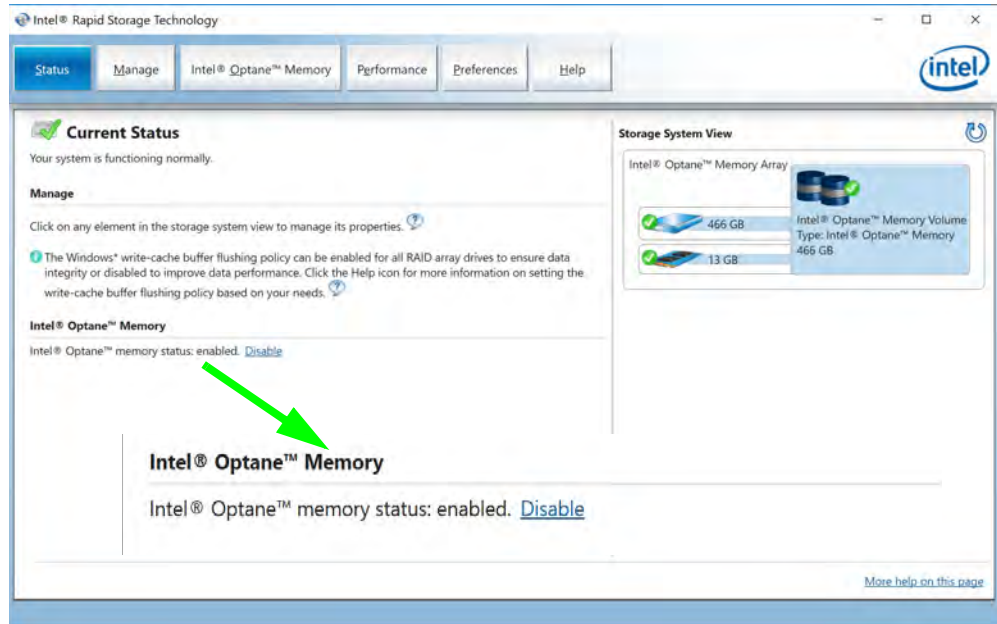 Intel® Rapid Storage Technology
Status
Manage
Intel® Optane™ Memory
Performance
Preferences
Help
intel
Current Status
Your system is functioning normally.
Manage
Click on any element in the storage system view to manage its properties.
The Windows* write-cache buffer flushing policy can be enabled for all RAID array drives to ensure data
integrity or disabled to improve data performance. Click the Help icon for more information on setting the
write-cache buffer flushing policy based on your needs.
Intel® Optane™ Memory
Intel® Optane™ memory status: enabled. Disable
Storage System View
Intel® Optane™ Memory Array
466 GB
13 GB
Intel® Optane™ Memory Volume
Type: Intel® Optane™ Memory
466 GB
Intel® Optane™ Memory
Intel® Optane™ memory status: enabled. Disable
More help on this page